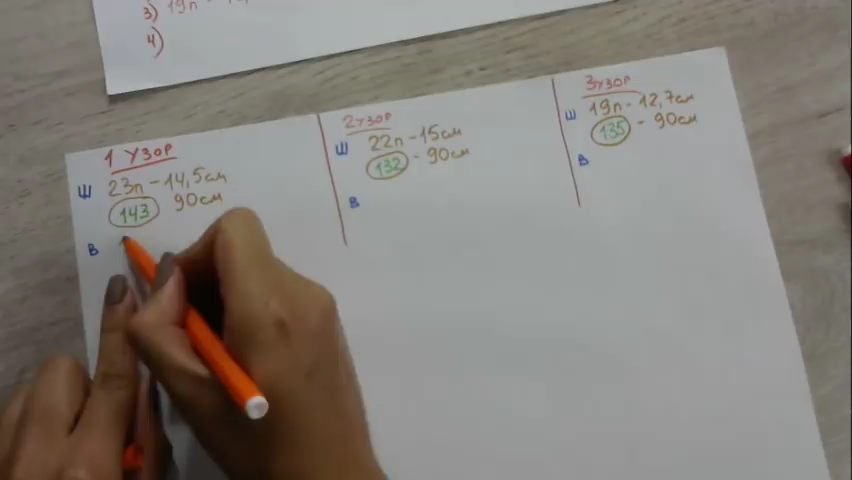 3) 19п -
4)
1 УЗОР
Ш 23п - 14,5см
143 90см
В
2 УЗОР
Ш 22п - 15см
132 - 90см
В
3 УЗОР
Ш 19п - 12,7см
135 - 90см
В